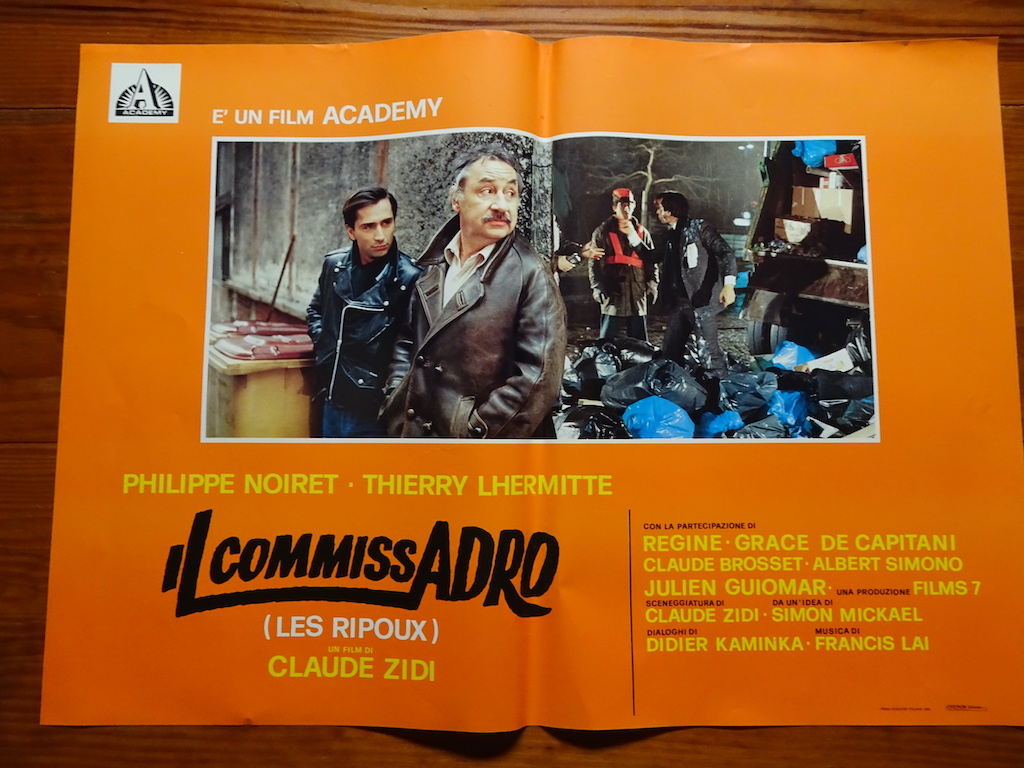 ACADEMY
E' UN FILM ACADEMY
PHILIPPE NOIRET · THIERRY LHERMITTE
IL COMMISSADRO
(LES RIPOUX)
UN FILM DI
CLAUDE ZIDI
CON LA PARTECIPAZIONE DI
REGINE · GRACE DE CAPITANI
CLAUDE BROSSET · ALBERT SIMONO
JULIEN GUIOMAR · UNA PRODUZIONE FILMS 7
SCENEGGIATURA DI DA UN'IDEA DI
CLAUDE ZIDI · SIMON MICKAEL
DIALOGHI DI MUSICA DI
DIDIER KAMINKA · FRANCIS LAI